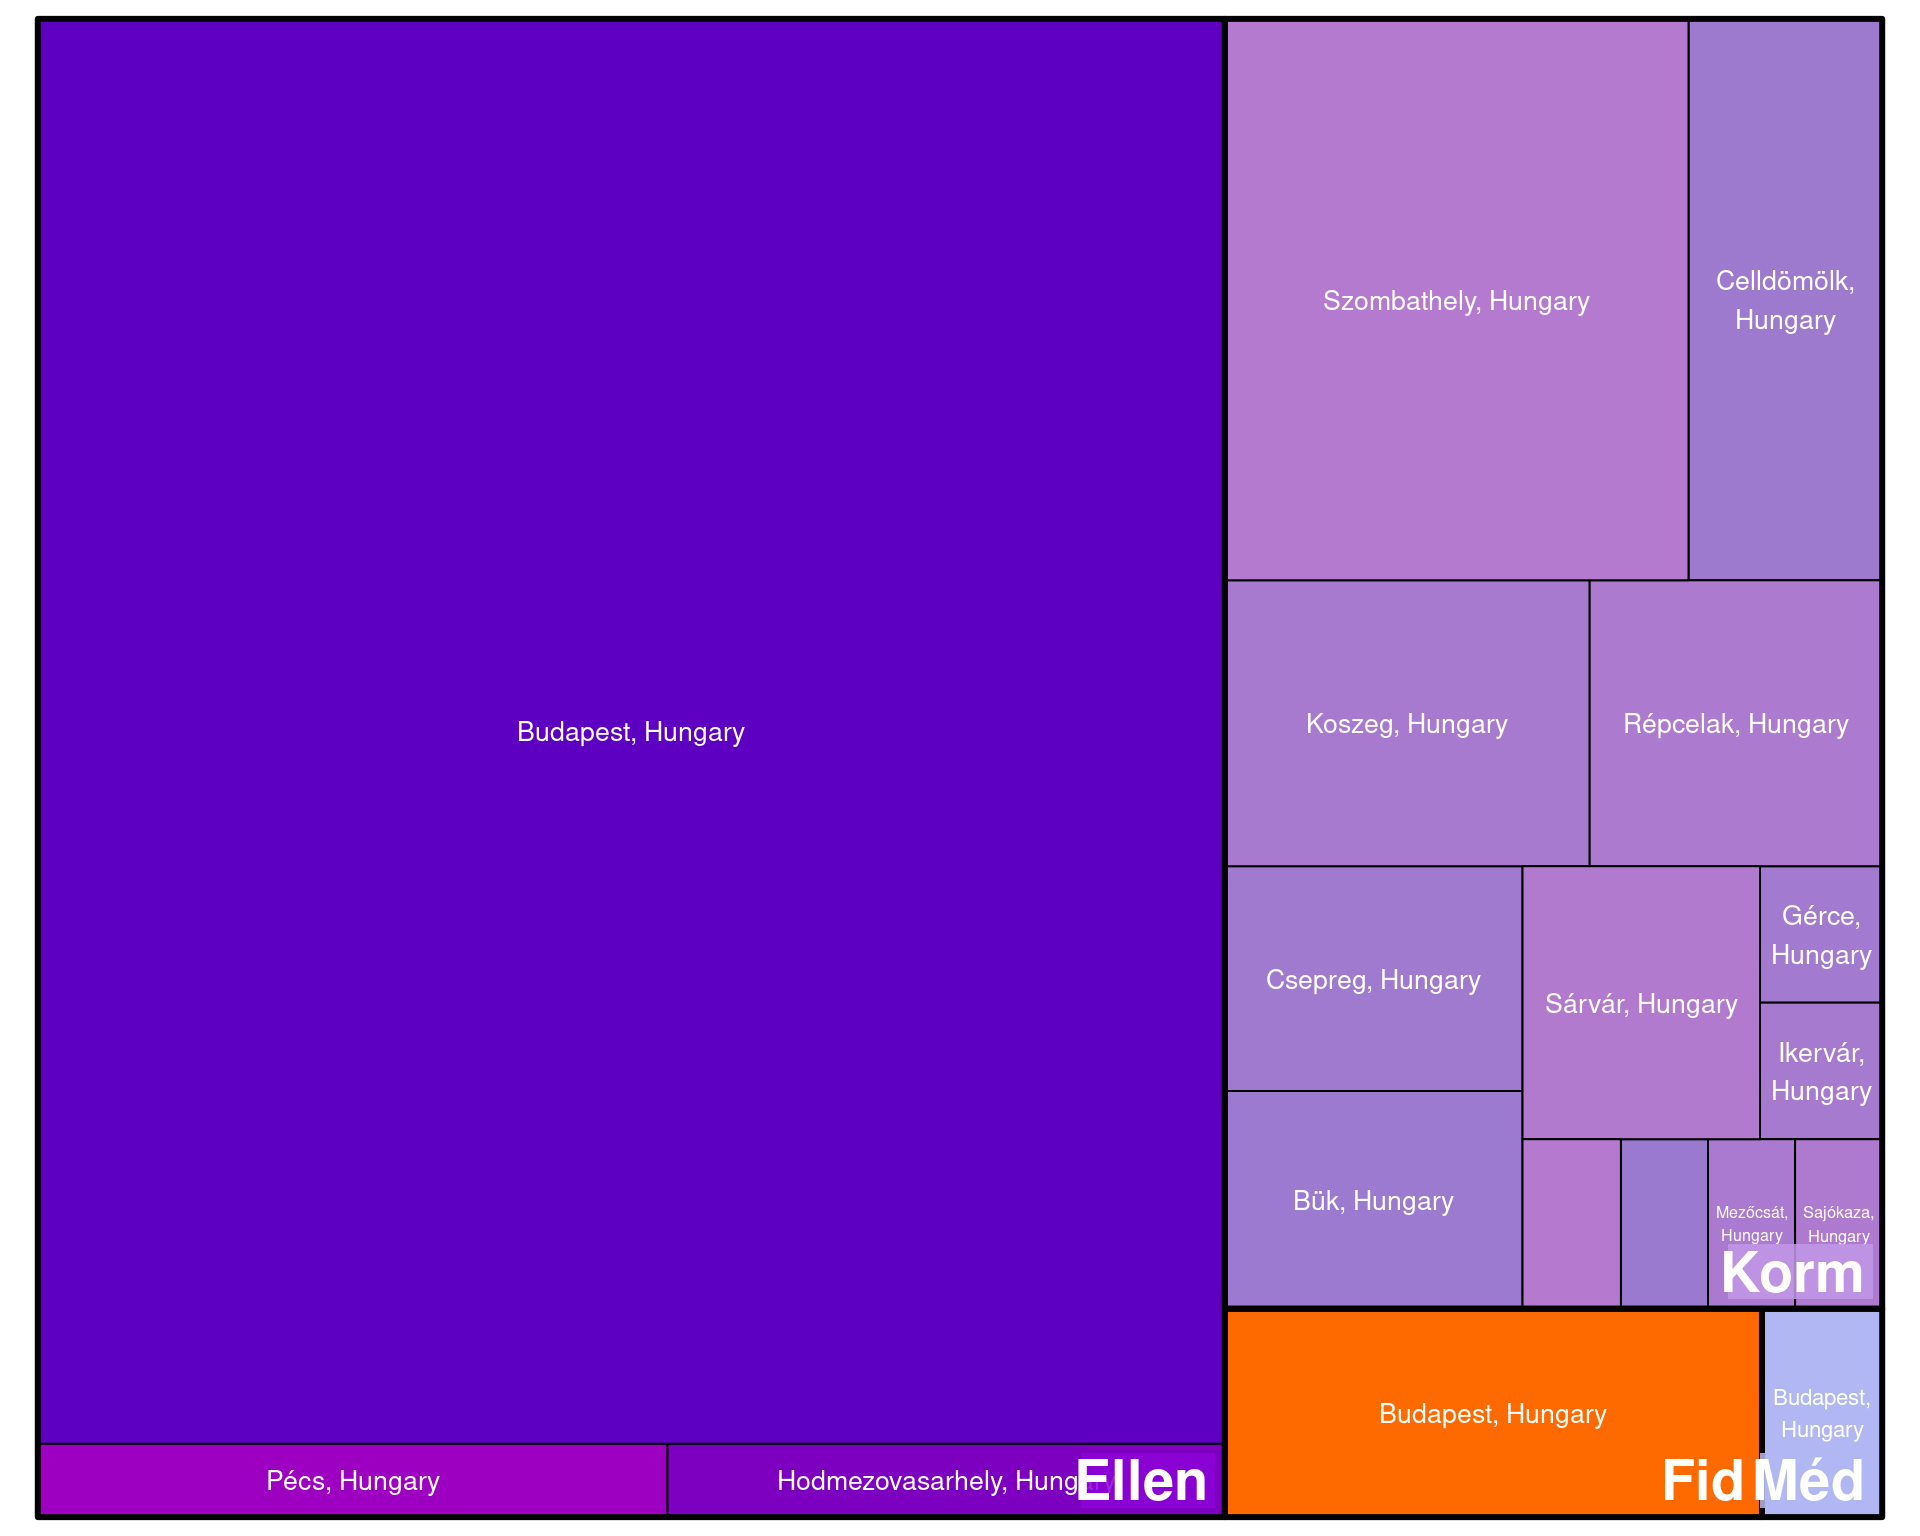 Budapest, Hungary
Pécs, Hungary
Hodmezovasarhely, Hungary
Ellen
Szombathely, Hungary
Celldömölk,
Hungary
Koszeg, Hungary
Répcelak, Hungary
Csepreg, Hungary
Sárvár, Hungary
Gérce,
Hungary
Ikervár,
Hungary
Bük, Hungary
Mezőcsát,
Hungary
Sajókaza,
Hungary
Korm
Budapest, Hungary
Fid
Budapest,
Hungary
Méd